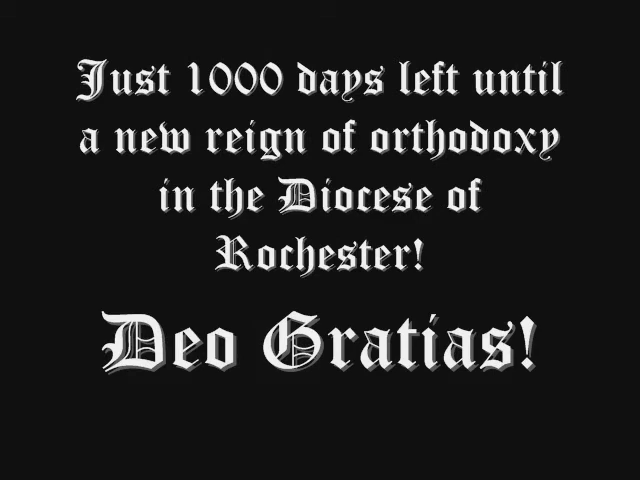 Just 1000 days left until
a new reign of orthodoxy
in the Diocese of
Rochester!
Deo Gratias!